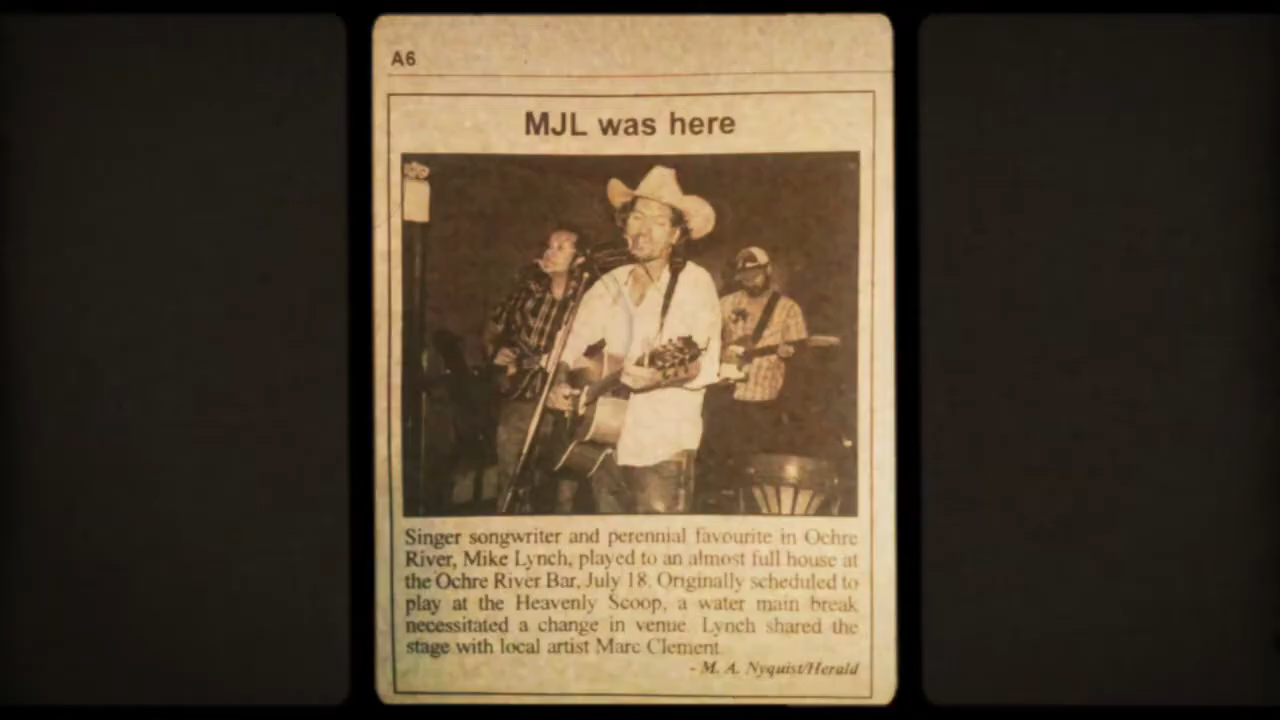 A6
MJL was here
Singer songwriter and perennial favourite in Ochre
River, Mike Lynch, played to an almost full house at
the Ochre River Bar, July 18. Originally scheduled to
play at the Heavenly Scoop, a water main break
necessitated a change in venue. Lynch shared the
stage with local artist Marc Clement.
- M. A. Nyquist/Herald